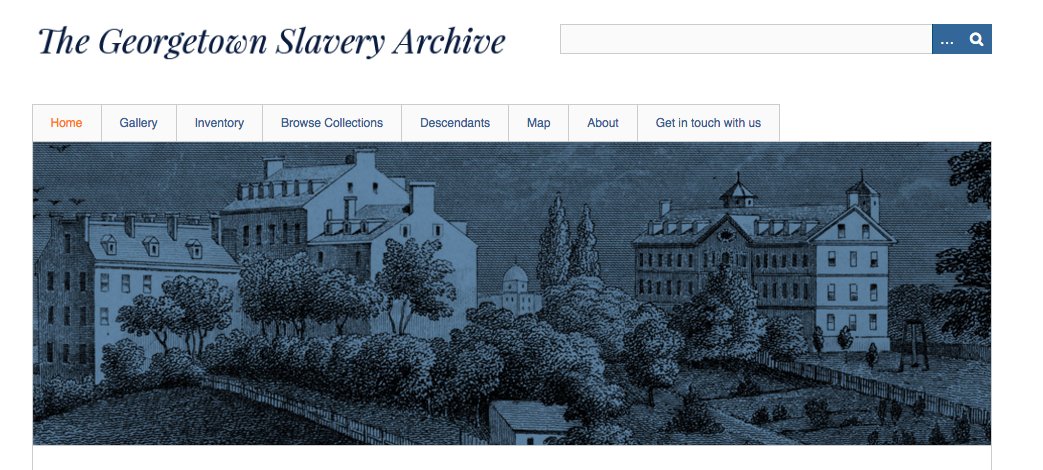 The Georgetown Slavery Archive
...
Home Gallery Inventory Browse Collections Descendants Map About Get in touch with us